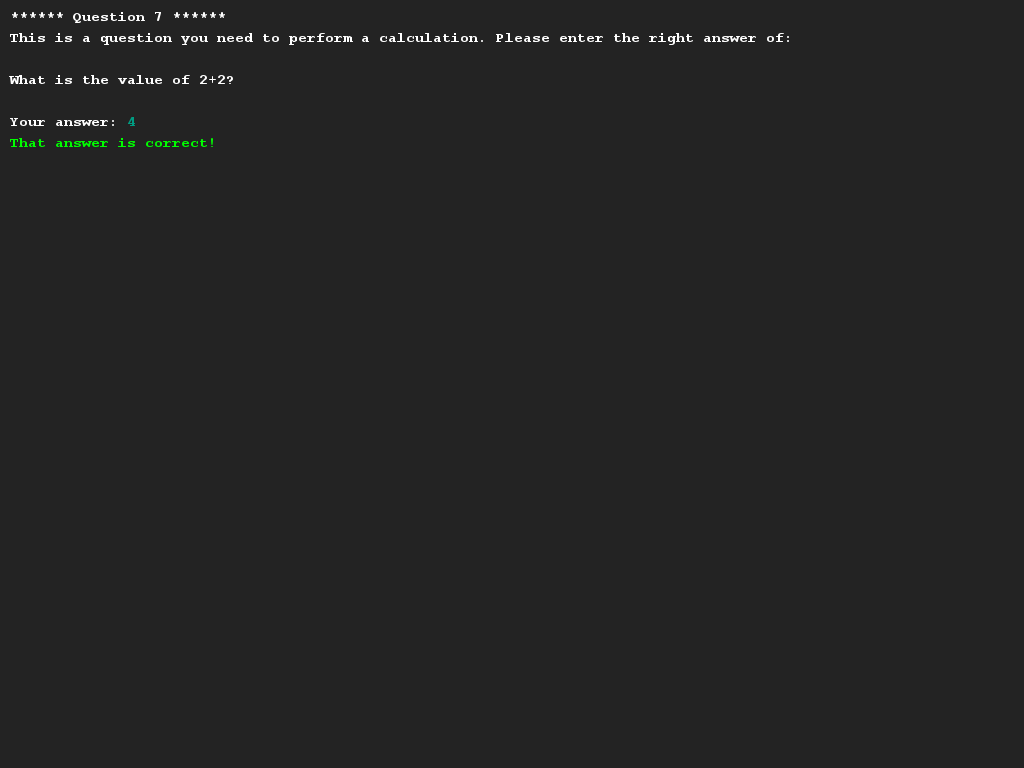 ****** Question 7 ******
This is a question you need to perform a calculation. Please enter the right answer of:
What is the value of 2+2?
Your answer: 4
That answer is correct!